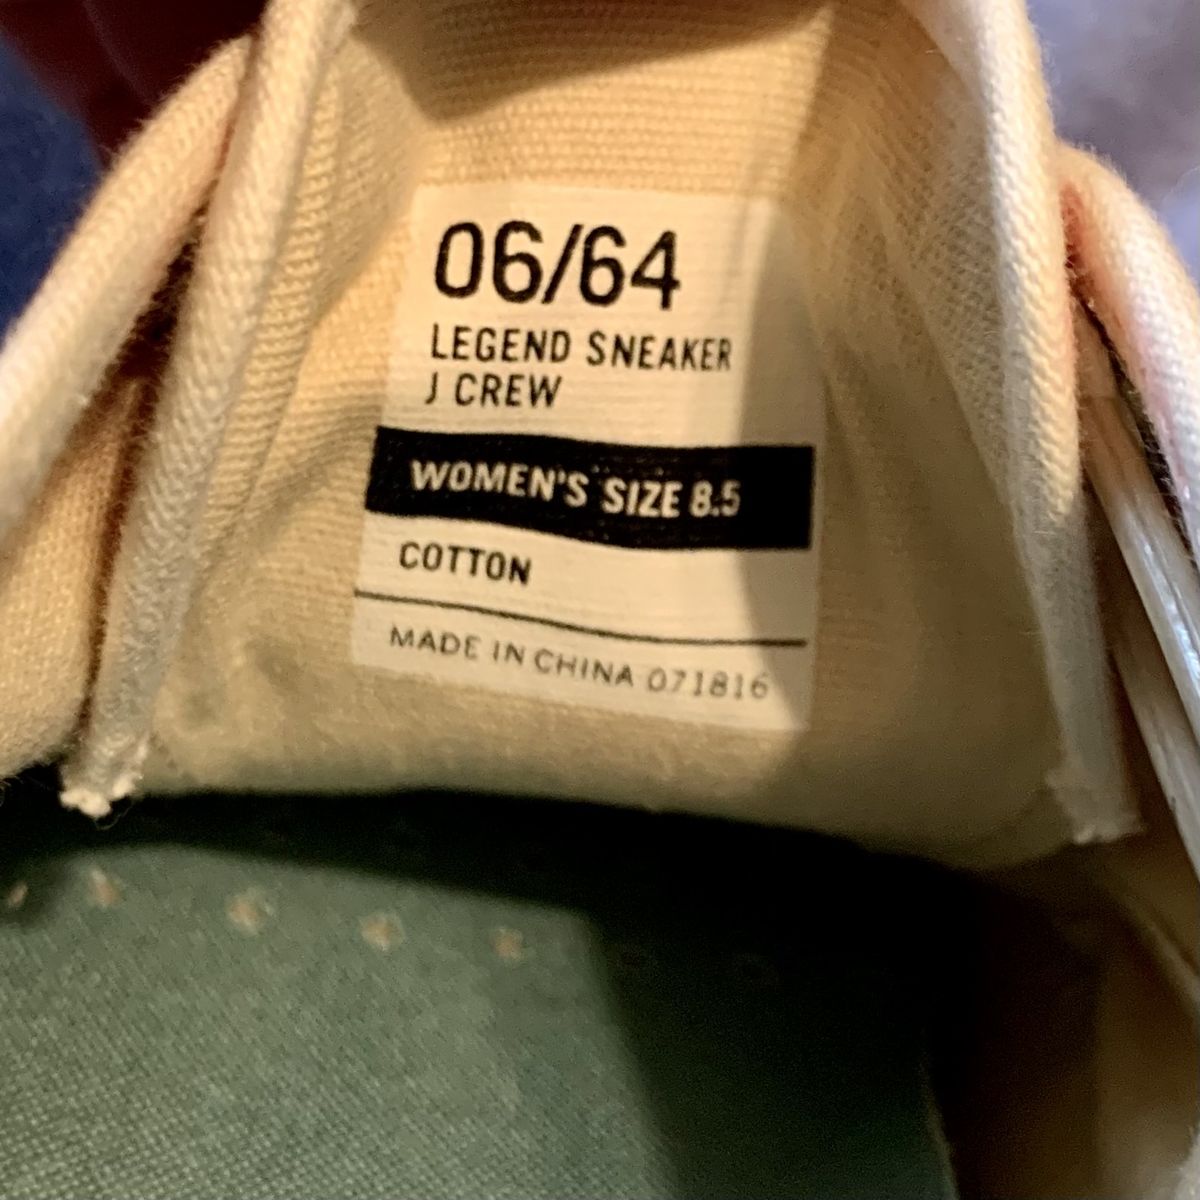 06/64
LEGEND SNEAKER
J CREW
WOMEN'S SIZE 8.5
COTTON
MADE IN CHINA 071816